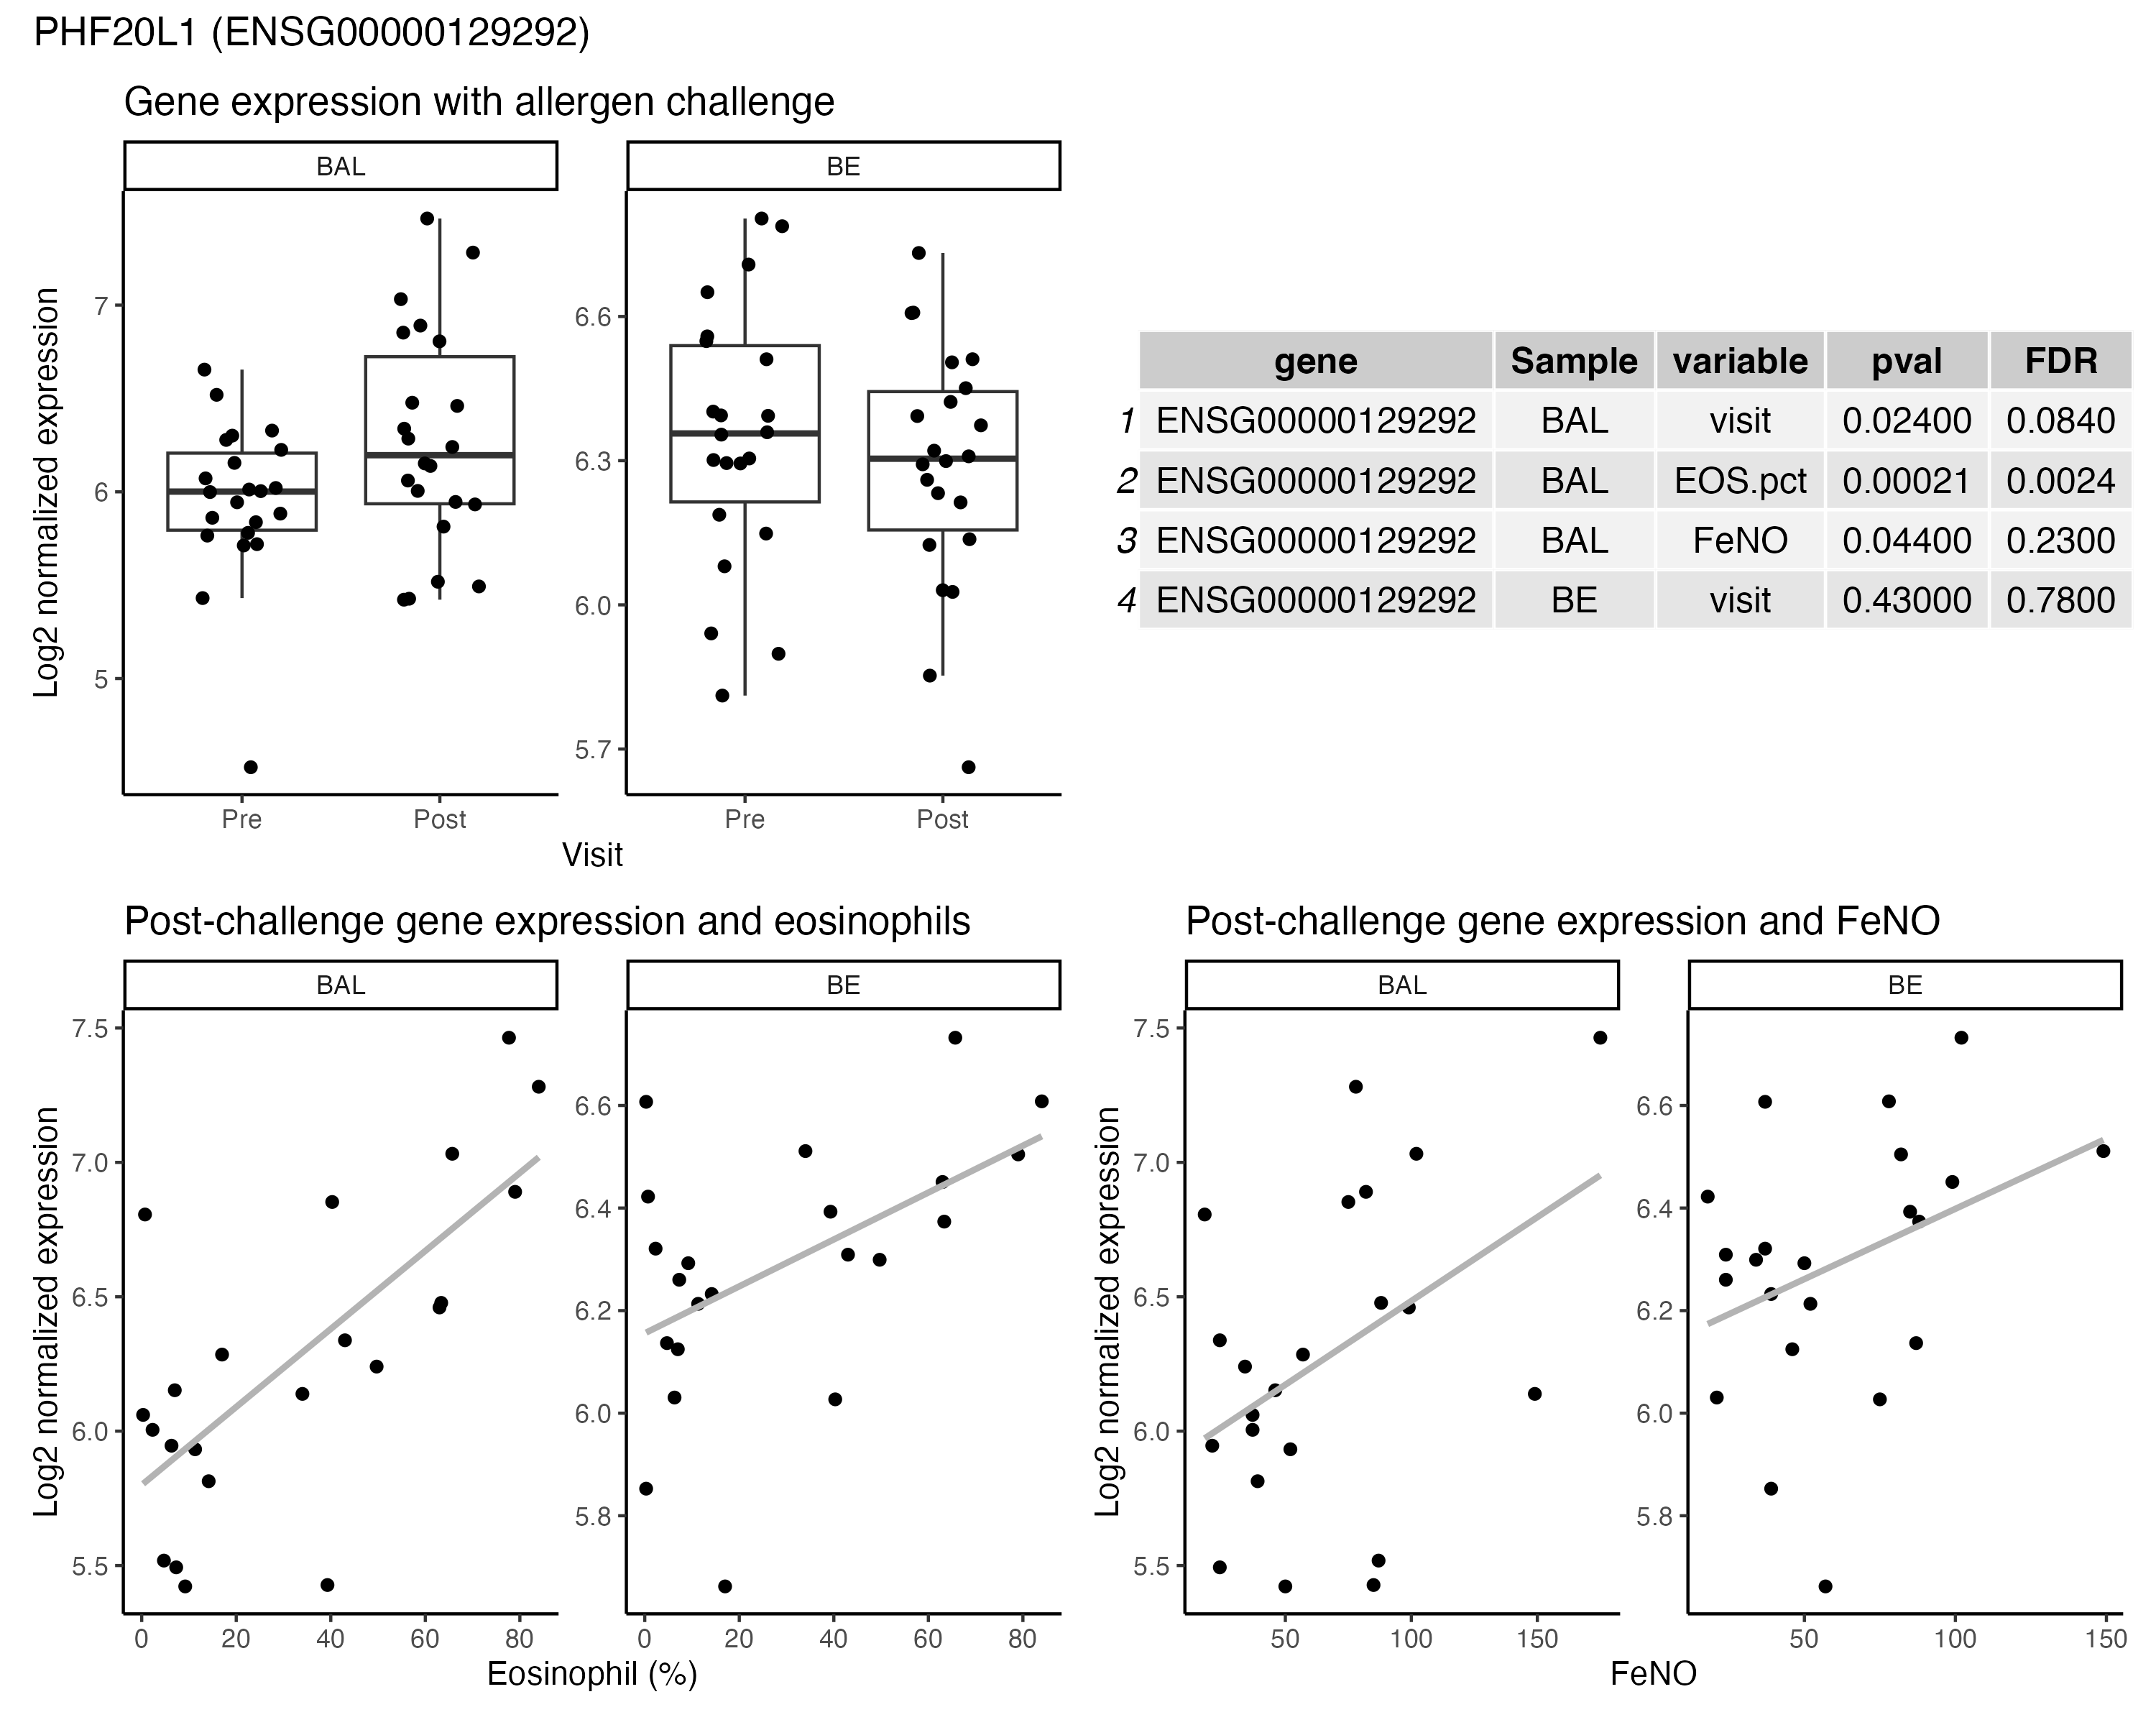 PHF20L1 (ENSG00000129292)
Gene expression with allergen challenge
BAL BE
Log2 normalized expression
7
6
5
6.6
6.3
6.0
5.7
Pre Post Pre Post
Visit
gene Sample variable pval FDR
1 ENSG00000129292 BAL visit 0.02400 0.0840
2 ENSG00000129292 BAL EOS.pct 0.00021 0.0024
3 ENSG00000129292 BAL FeNO 0.04400 0.2300
4 ENSG00000129292 BE visit 0.43000 0.7800
Post-challenge gene expression and eosinophils
BAL BE
Log2 normalized expression
7.5
7.0
6.5
6.0
5.5
6.6
6.4
6.2
6.0
5.8
0 20 40 60 80 0 20 40 60 80
Eosinophil (%)
Post-challenge gene expression and FeNO
BAL BE
Log2 normalized expression
7.5
7.0
6.5
6.0
5.5
6.6
6.4
6.2
6.0
5.8
50 100 150 50 100 150
FeNO